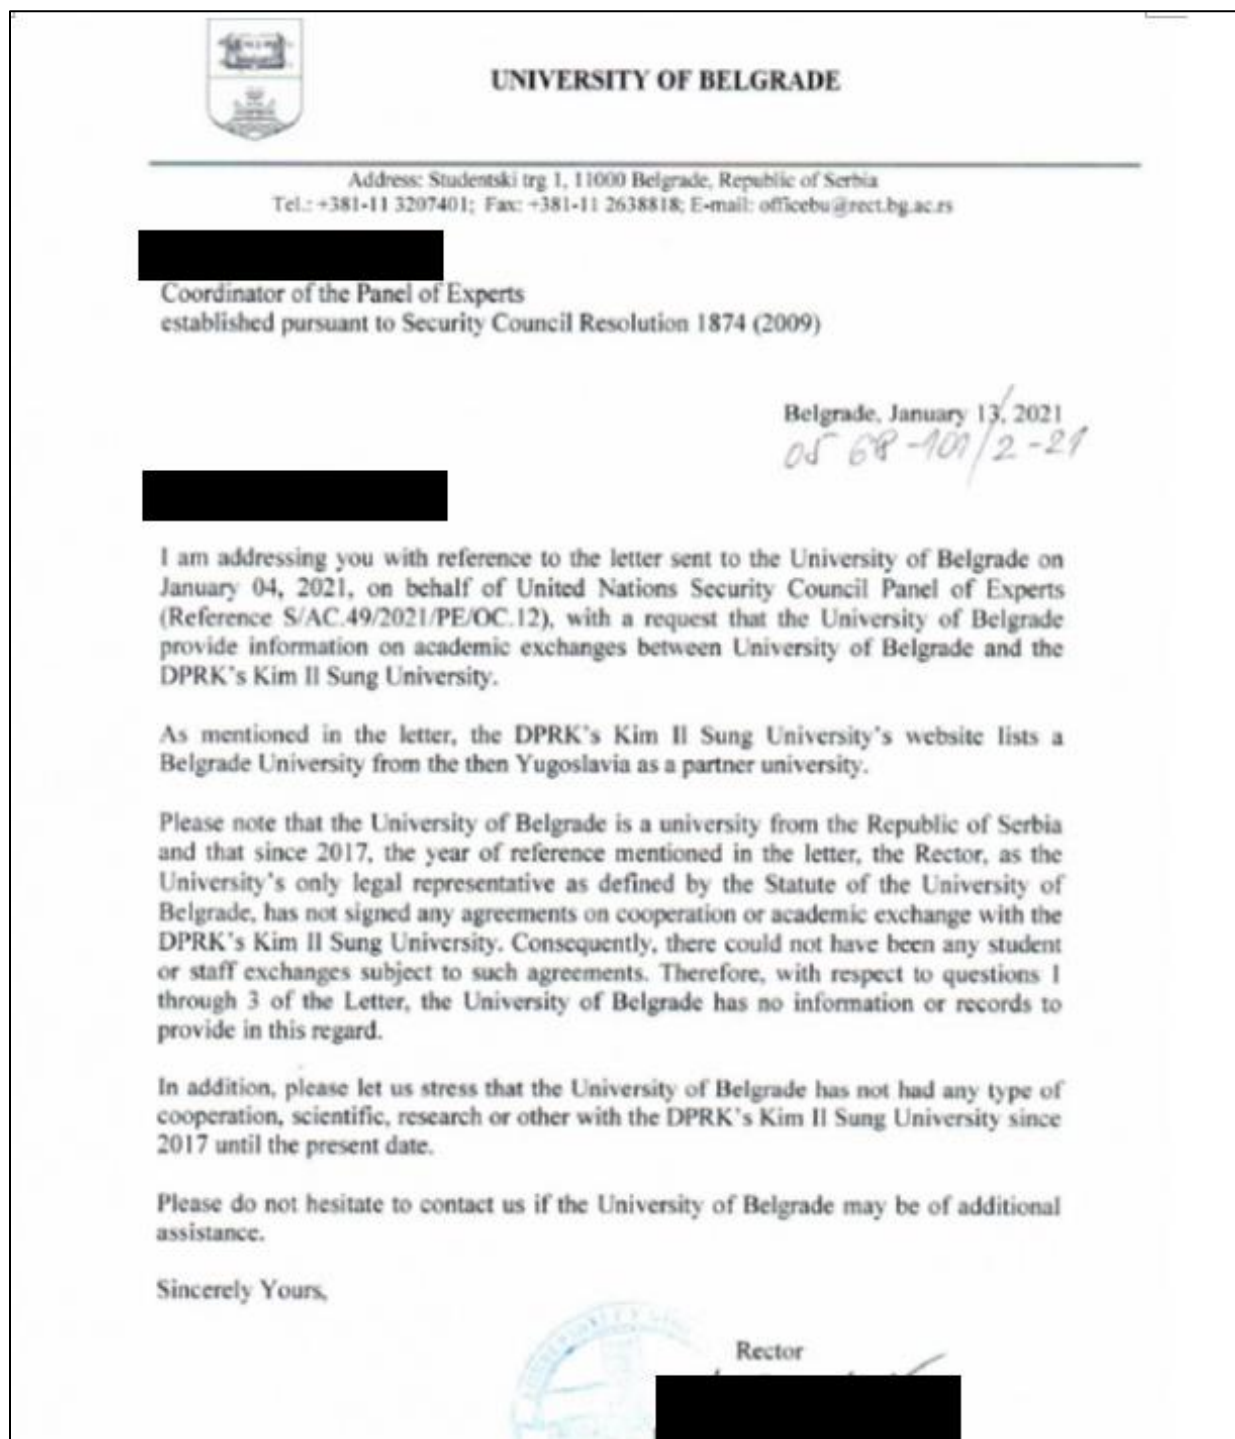 UNIVERSITY OF BELGRADE
Address: Studentski trg 1, 11000 Belgrade, Republic of Serbia
Tel.: +381-11 3207401; Fax: +381-11 2638818; E-mail: officebu@rect.bg.ac.rs
Coordinator of the Panel of Experts
established pursuant to Security Council Resolution 1874 (2009)
Belgrade, January 13, 2021
05 68-101/2-21
I am addressing you with reference to the letter sent to the University of Belgrade on
January 04, 2021, on behalf of United Nations Security Council Panel of Experts
(Reference S/AC.49/2021/PE/OC.12), with a request that the University of Belgrade
provide information on academic exchanges between University of Belgrade and the
DPRK's Kim Il Sung University.
As mentioned in the letter, the DPRK's Kim Il Sung University's website lists a
Belgrade University from the then Yugoslavia as a partner university.
Please note that the University of Belgrade is a university from the Republic of Serbia
and that since 2017, the year of reference mentioned in the letter, the Rector, as the
University's only legal representative as defined by the Statute of the University of
Belgrade, has not signed any agreements on cooperation or academic exchange with the
DPRK's Kim Il Sung University. Consequently, there could not have been any student
or staff exchanges subject to such agreements. Therefore, with respect to questions 1
through 3 of the Letter, the University of Belgrade has no information or records to
provide in this regard.
In addition, please let us stress that the University of Belgrade has not had any type of
cooperation, scientific, research or other with the DPRK's Kim Il Sung University since
2017 until the present date.
Please do not hesitate to contact us if the University of Belgrade may be of additional
assistance.
Sincerely Yours,
Rector